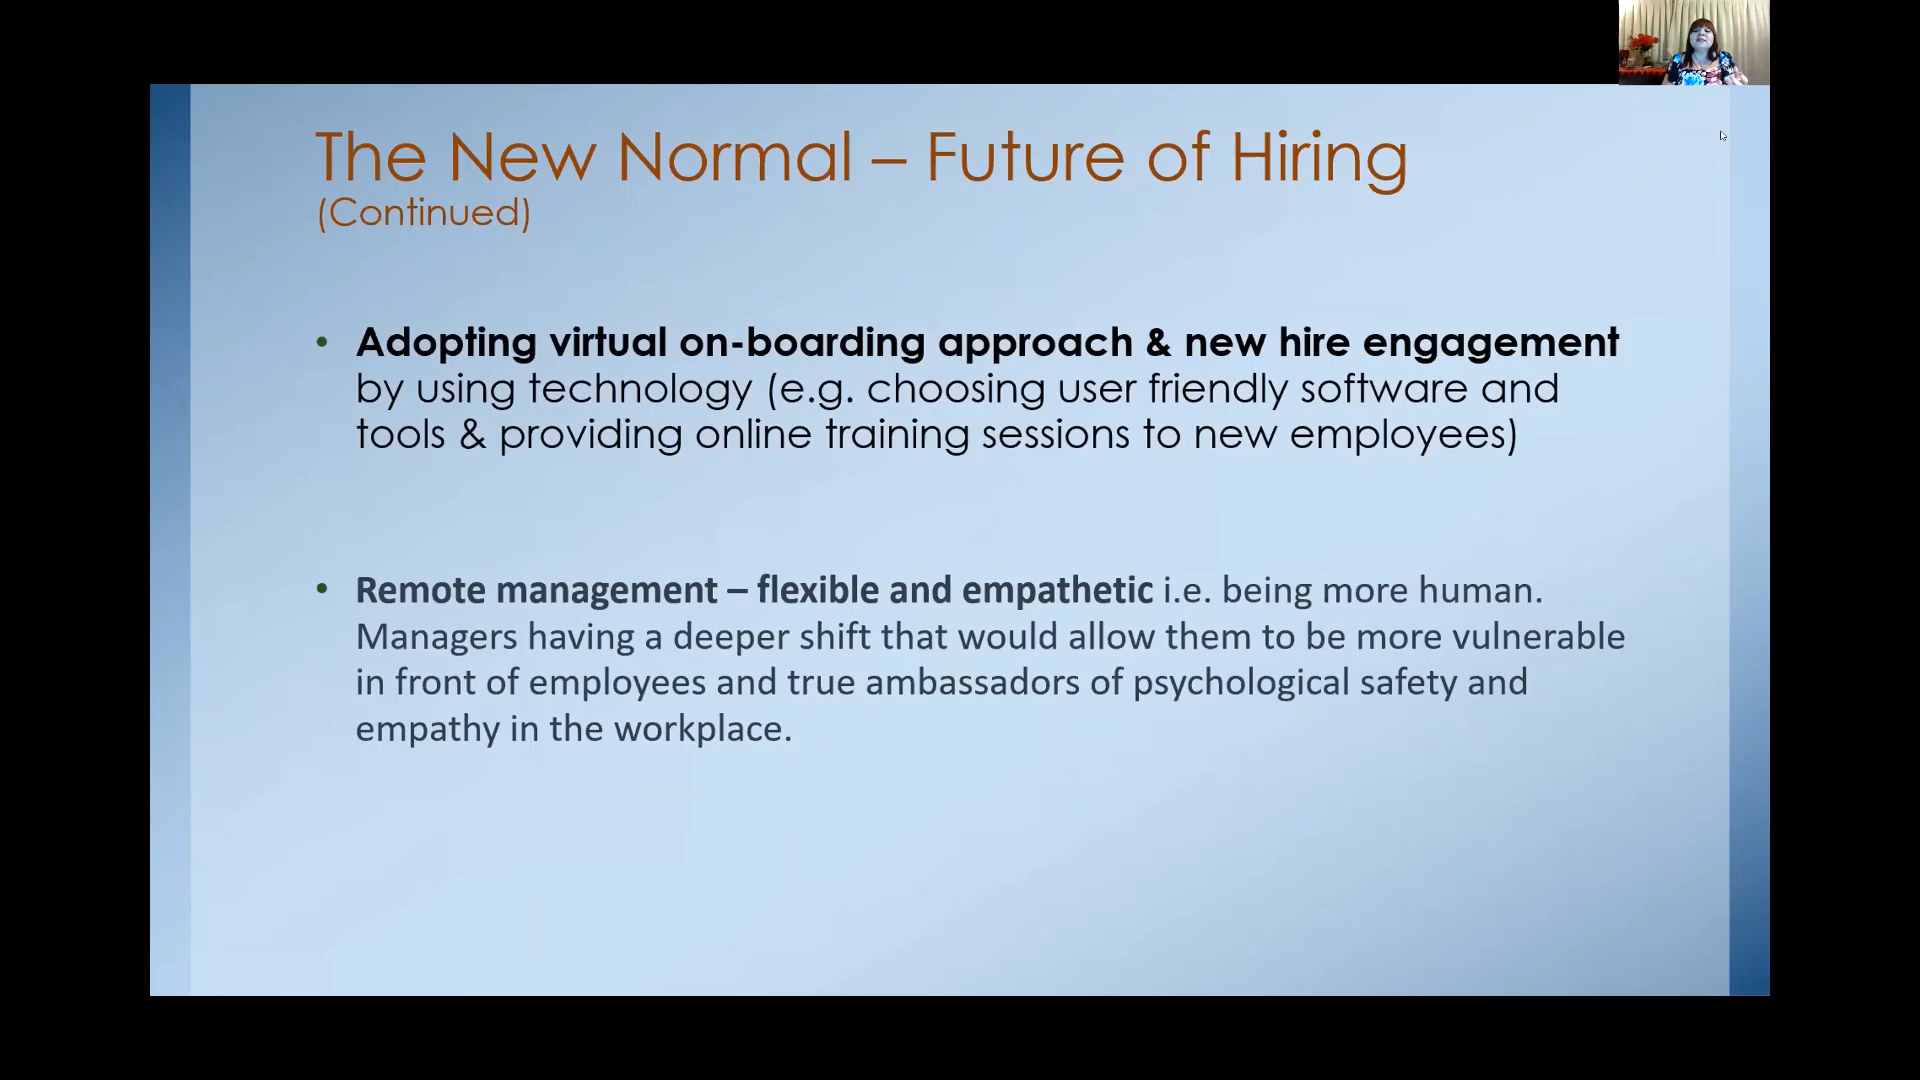 The New Normal – Future of Hiring
(Continued)
• Adopting virtual on-boarding approach & new hire engagement
by using technology (e.g. choosing user friendly software and
tools & providing online training sessions to new employees)
• Remote management – flexible and empathetic i.e. being more human.
Managers having a deeper shift that would allow them to be more vulnerable
in front of employees and true ambassadors of psychological safety and
empathy in the workplace.